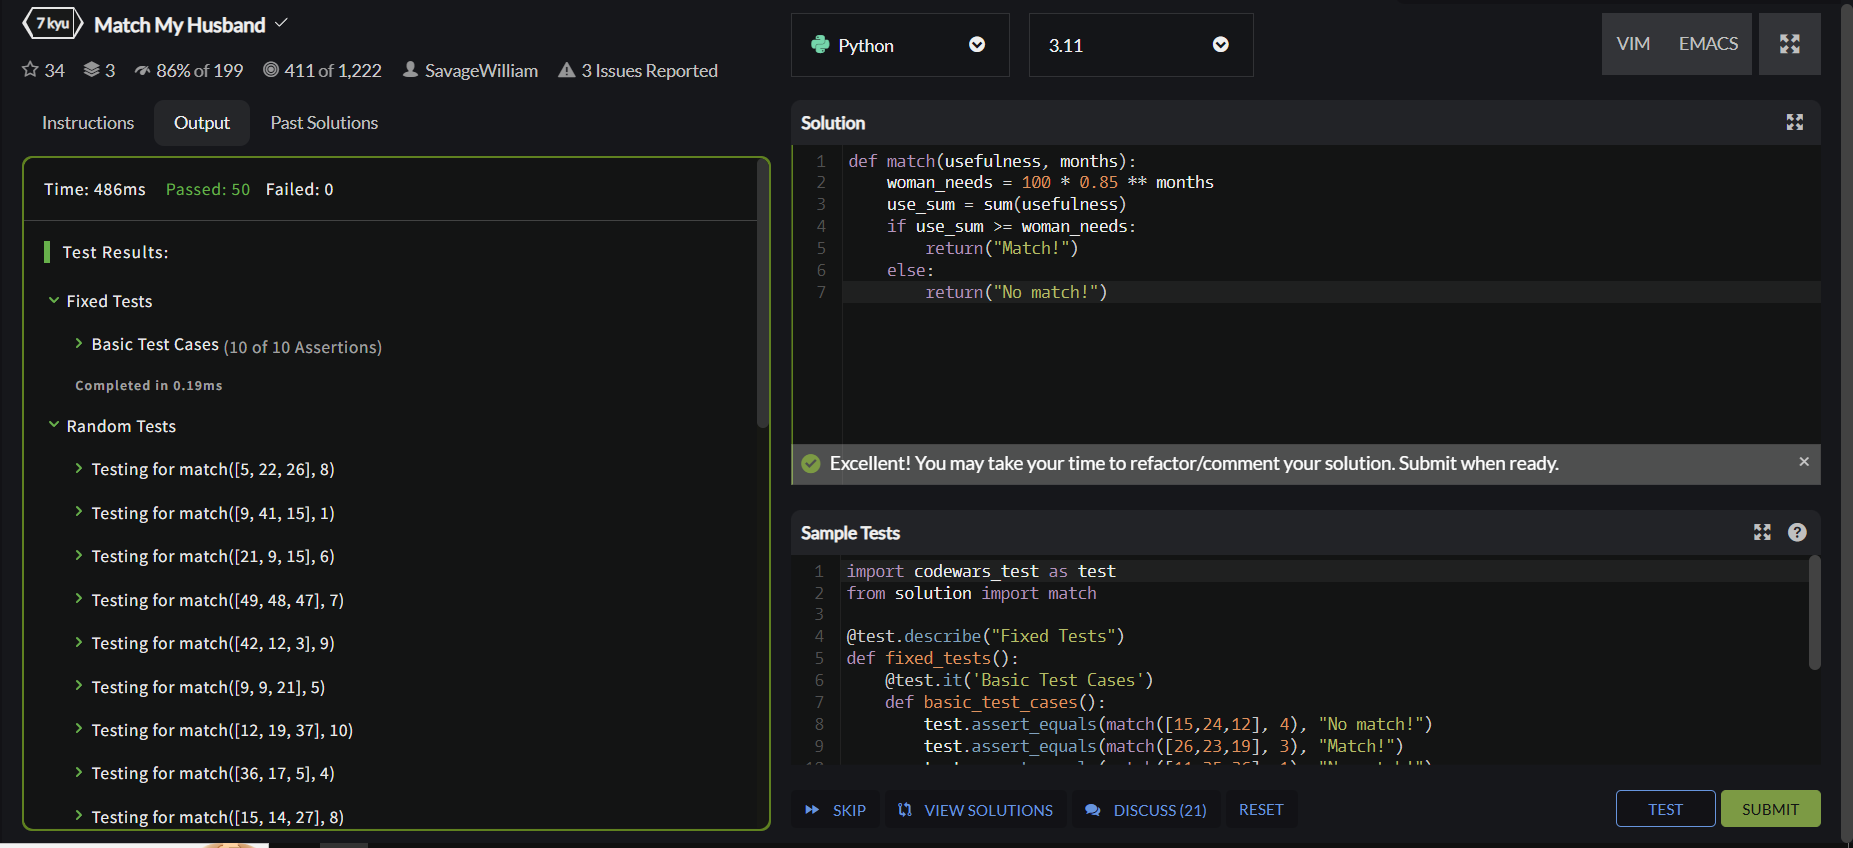 7 kyu Match My Husband
34 3 86% of 199 411 of 1,222 SavageWilliam 3 Issues Reported
Instructions Output Past Solutions
Time: 486ms Passed: 50 Failed: 0
Test Results:
Fixed Tests
Basic Test Cases (10 of 10 Assertions)
Completed in 0.19ms
Random Tests
Testing for match([5, 22, 26], 8)
Testing for match([9, 41, 15], 1)
Testing for match([21, 9, 15], 6)
Testing for match([49, 48, 47], 7)
Testing for match([42, 12, 3], 9)
Testing for match([9, 9, 21], 5)
Testing for match([12, 19, 37], 10)
Testing for match([36, 17, 5], 4)
Testing for match([15, 14, 27], 8)
Python 3.11 VIM EMACS
Solution
1 def match(usefulness, months):
2     woman_needs = 100 * 0.85 ** months
3     use_sum = sum(usefulness)
4     if use_sum >= woman_needs:
5         return("Match!")
6     else:
7         return("No match!")
Excellent! You may take your time to refactor/comment your solution. Submit when ready. ×
Sample Tests ?
1 import codewars_test as test
2 from solution import match
3
4 @test.describe("Fixed Tests")
5 def fixed_tests():
6     @test.it('Basic Test Cases')
7     def basic_test_cases():
8         test.assert_equals(match([15,24,12], 4), "No match!")
9         test.assert_equals(match([26,23,19], 3), "Match!")
SKIP VIEW SOLUTIONS DISCUSS (21) RESET TEST SUBMIT